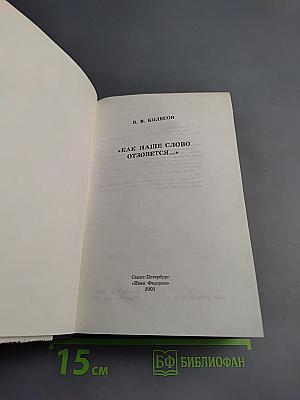 В. В. КОЛЕСОВ
«КАК НАШЕ СЛОВО
ОТЗОВЕТСЯ...»
Санкт-Петербург
«Иван Федоров»
2001
15 см
БФ БИБЛИОФАН